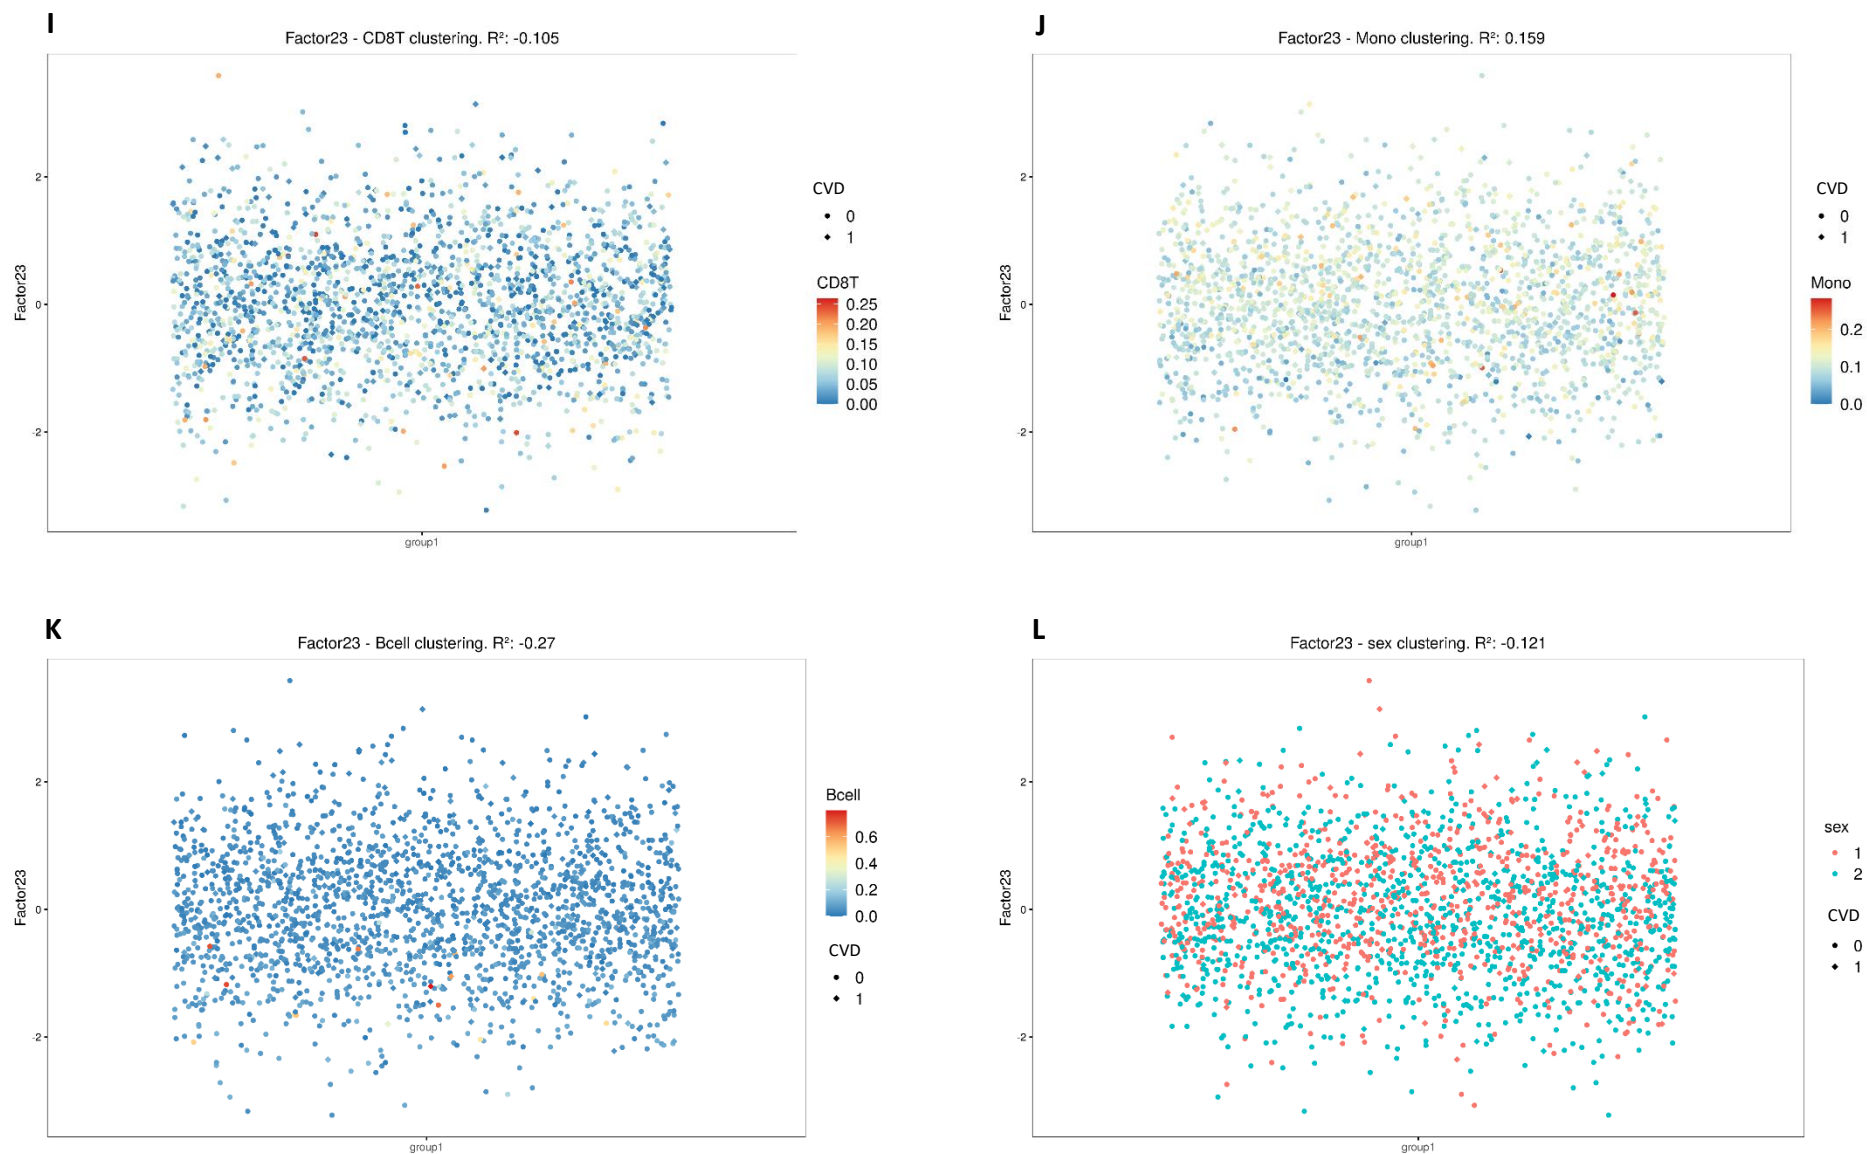 I
Factor23 - CD8T clustering. R²: -0.105
Factor23
2
0
-2
group1
CVD
0
1
CD8T
0.25
0.20
0.15
0.10
0.05
0.00
J
Factor23 - Mono clustering. R²: 0.159
Factor23
2
0
-2
group1
CVD
0
1
Mono
0.2
0.1
0.0
K
Factor23 - Bcell clustering. R²: -0.27
Factor23
2
0
-2
group1
Bcell
0.6
0.4
0.2
0.0
CVD
0
1
L
Factor23 - sex clustering. R²: -0.121
Factor23
2
0
-2
group1
sex
1
2
CVD
0
1